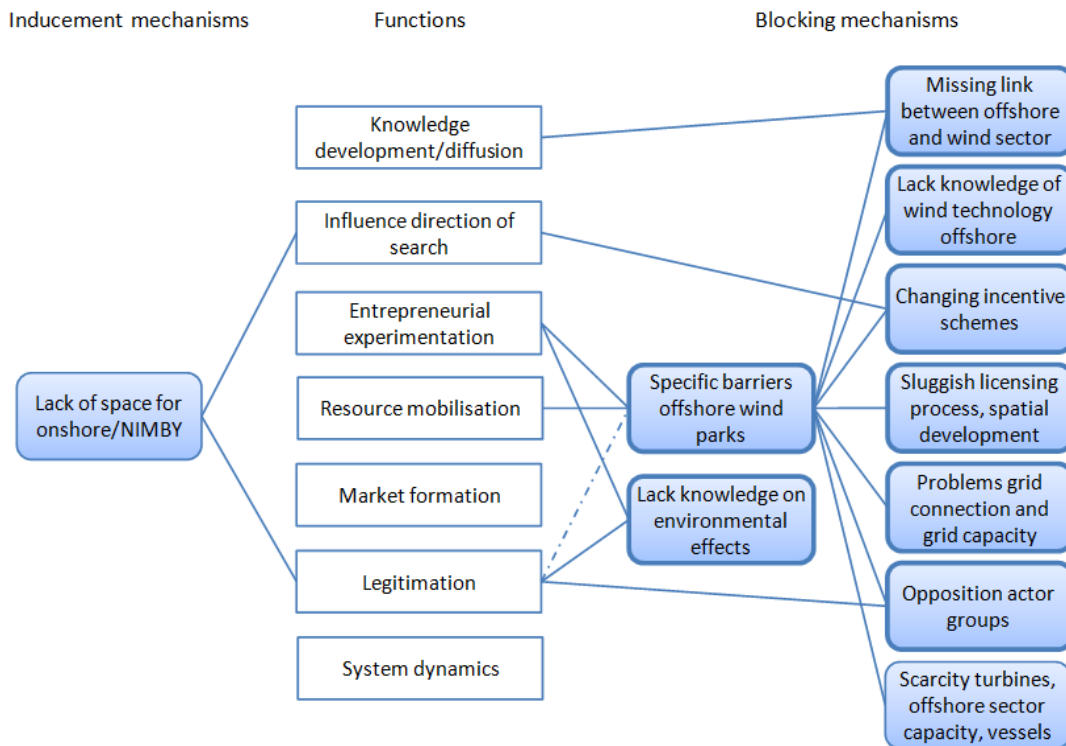 Inducement mechanisms
Functions
Blocking mechanisms
Lack of space for
onshore/NIMBY
Knowledge
development/diffusion
Influence direction of
search
Entrepreneurial
experimentation
Resource mobilisation
Market formation
Legitimation
System dynamics
Specific barriers
offshore wind
parks
Lack knowledge on
environmental
effects
Missing link
between offshore
and wind sector
Lack knowledge of
wind technology
offshore
Changing incentive
schemes
Sluggish licensing
process, spatial
development
Problems grid
connection and
grid capacity
Opposition actor
groups
Scarcity turbines,
offshore sector
capacity, vessels